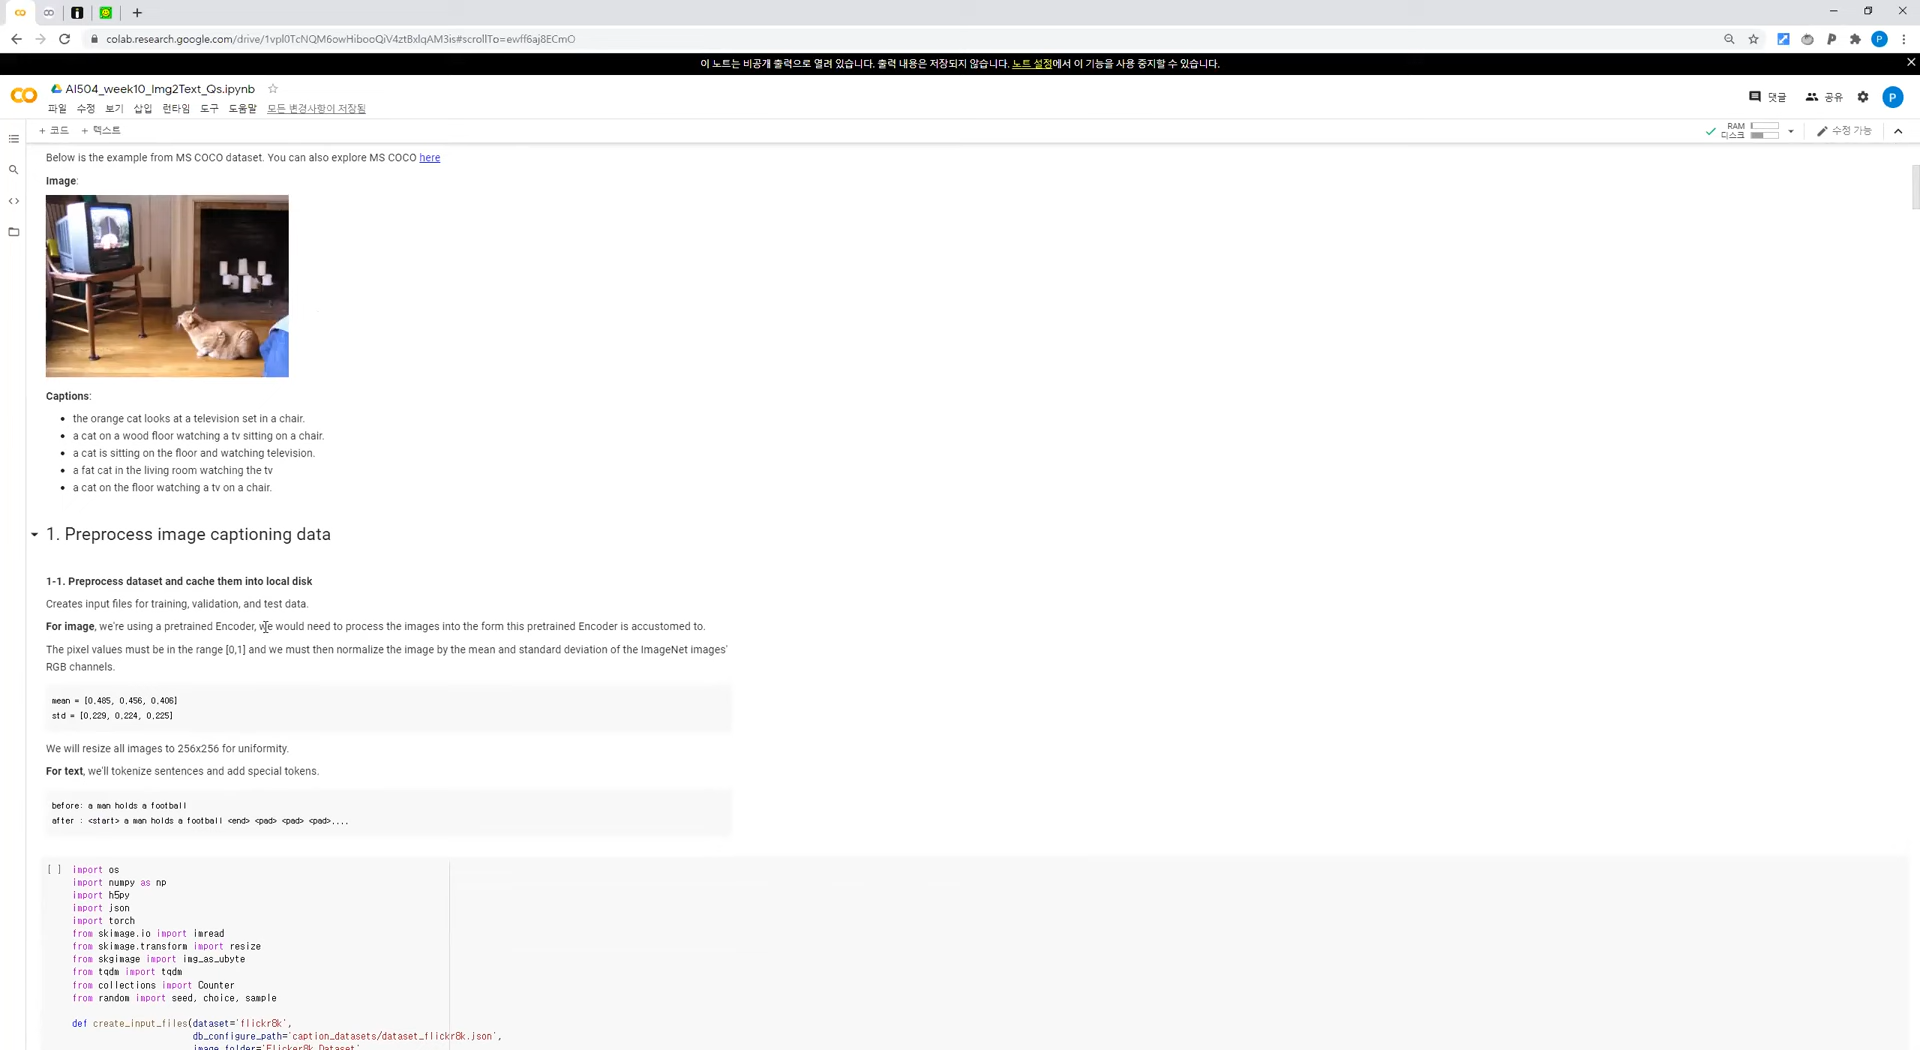 colab.research.google.com/drive/1vpl0TcNQM6owHibooQiV4ztBxlqAM3is#scrollTo=ewff6aj8ECmO
이 노트는 비공개 출력으로 열려 있습니다. 출력 내용은 저장되지 않습니다. 노트 설정에서 이 기능을 사용 중지할 수 있습니다.
AI504_week10_Img2Text_Qs.ipynb
파일 수정 보기 삽입 런타임 도구 도움말 모든 변경사항이 저장됨
댓글 공유 P
+ 코드 + 텍스트
RAM
디스크
수정 가능
Below is the example from MS COCO dataset. You can also explore MS COCO here
Image:
Captions:
• the orange cat looks at a television set in a chair.
• a cat on a wood floor watching a tv sitting on a chair.
• a cat is sitting on the floor and watching television.
• a fat cat in the living room watching the tv
• a cat on the floor watching a tv on a chair.
1. Preprocess image captioning data
1-1. Preprocess dataset and cache them into local disk
Creates input files for training, validation, and test data.
For image, we're using a pretrained Encoder, we would need to process the images into the form this pretrained Encoder is accustomed to.
The pixel values must be in the range [0,1] and we must then normalize the image by the mean and standard deviation of the ImageNet images'
RGB channels.
mean = [0.485, 0.456, 0.406]
std = [0.229, 0.224, 0.225]
We will resize all images to 256x256 for uniformity.
For text, we'll tokenize sentences and add special tokens.
before: a man holds a football
after : <start> a man holds a football <end> <pad> <pad> <pad>....
[ ] import os
import numpy as np
import h5py
import json
import torch
from skimage.io import imread
from skimage.transform import resize
from skgimage import img_as_ubyte
from tqdm import tqdm
from collections import Counter
from random import seed, choice, sample
def create_input_files(dataset='flickr8k',
db_configure_path='caption_datasets/dataset_flickr8k.json',
image_folder='Flicker8k_Dataset',